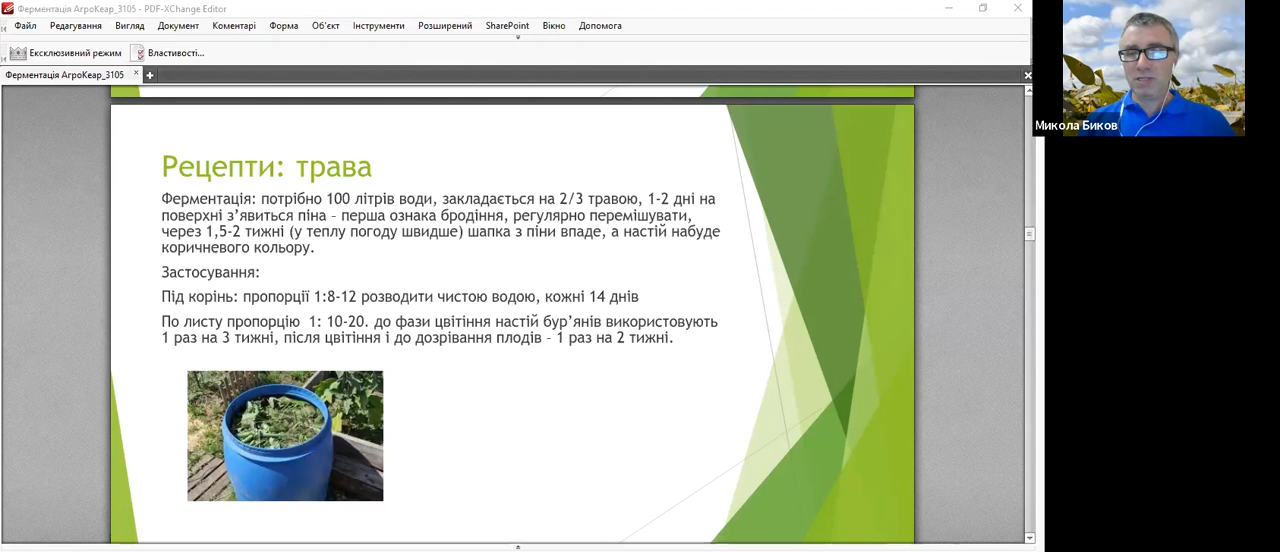 Ферментація АгроКеар_3105 - PDF-XChange Editor
Файл Редагування Вигляд Документ Коментарі Форма Об'єкт Інструменти Розширений SharePoint Вікно Допомога
Ексклюзивний режим Властивості...
Ферментація АгроКеар_3105
Рецепти: трава
Ферментація: потрібно 100 літрів води, закладається на 2/3 травою, 1-2 дні на
поверхні з’явиться піна – перша ознака бродіння, регулярно перемішувати,
через 1,5-2 тижні (у теплу погоду швидше) шапка з піни впаде, а настій набуде
коричневого кольору.
Застосування:
Під корінь: пропорції 1:8-12 розводити чистою водою, кожні 14 днів
По листу пропорцію 1: 10-20. до фази цвітіння настій бур’янів використовують
1 раз на 3 тижні, після цвітіння і до дозрівання плодів – 1 раз на 2 тижні.
Микола Биков